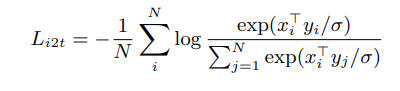 L_{i2t} = -\frac{1}{N} \sum_{i}^{N} \log \frac{\exp(x_i^\top y_i/\sigma)}{\sum_{j=1}^{N} \exp(x_i^\top y_j/\sigma)}